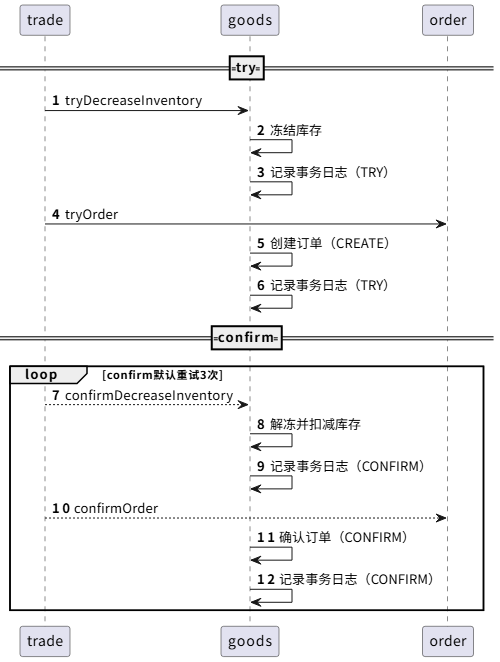 trade goods order
=try=
1 tryDecreaseInventory
2 冻结库存
3 记录事务日志（TRY）
4 tryOrder
5 创建订单（CREATE）
6 记录事务日志（TRY）
=confirm=
loop [confirm默认重试3次]
7 confirmDecreaseInventory
8 解冻并扣减库存
9 记录事务日志（CONFIRM）
10 confirmOrder
11 确认订单（CONFIRM）
12 记录事务日志（CONFIRM）
trade goods order